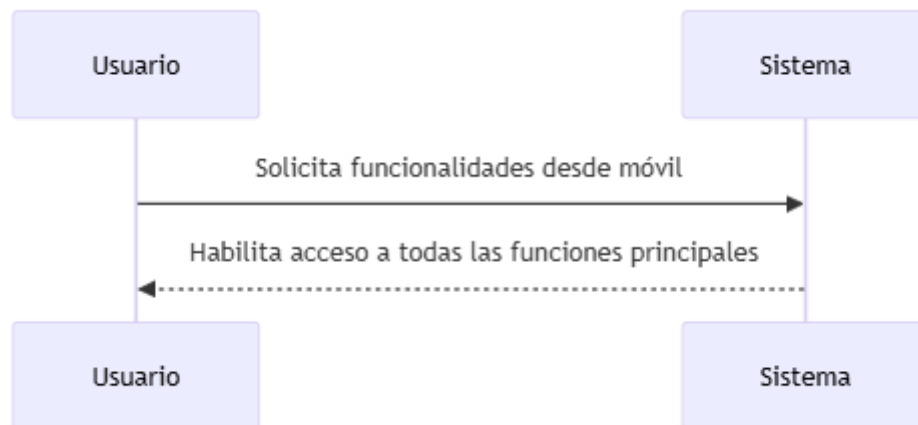 Usuario
Sistema
Solicita funcionalidades desde móvil
Habilita acceso a todas las funciones principales
Usuario
Sistema